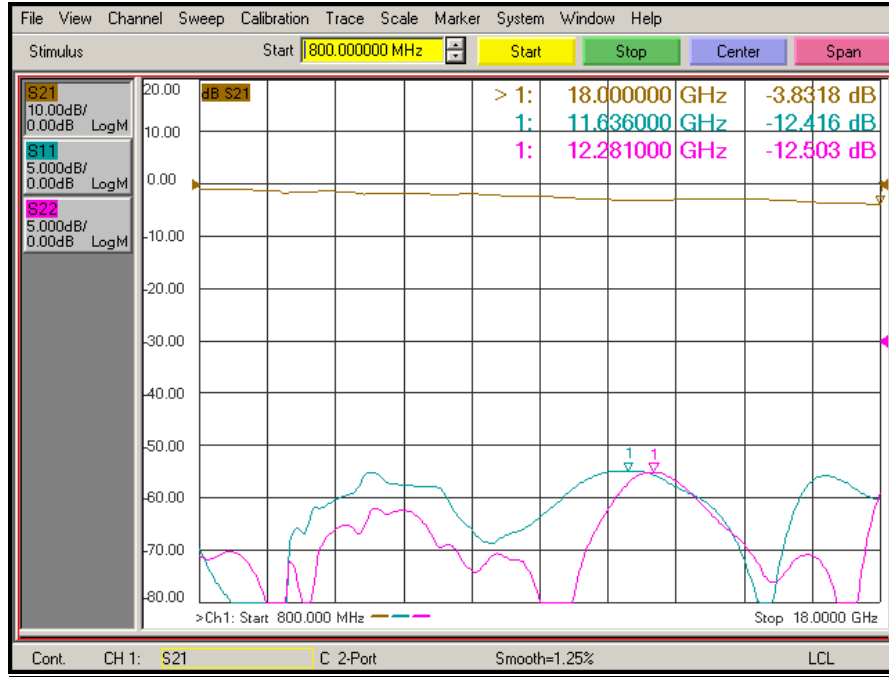 File View Channel Sweep Calibration Trace Scale Marker System Window Help
Stimulus Start 800.000000 MHz Start Stop Center Span
S21
10.00dB/
0.00dB LogM
S11
5.000dB/
0.00dB LogM
S22
5.000dB/
0.00dB LogM
20.00
10.00
0.00
-10.00
-20.00
-30.00
-40.00
-50.00
-60.00
-70.00
-80.00
dB S21
> 1: 18.000000 GHz -3.8318 dB
1: 11.636000 GHz -12.416 dB
1: 12.281000 GHz -12.503 dB
1 1
>Ch1: Start 800.000 MHz Stop 18.0000 GHz
Cont. CH 1: S21 C 2-Port Smooth=1.25% LCL